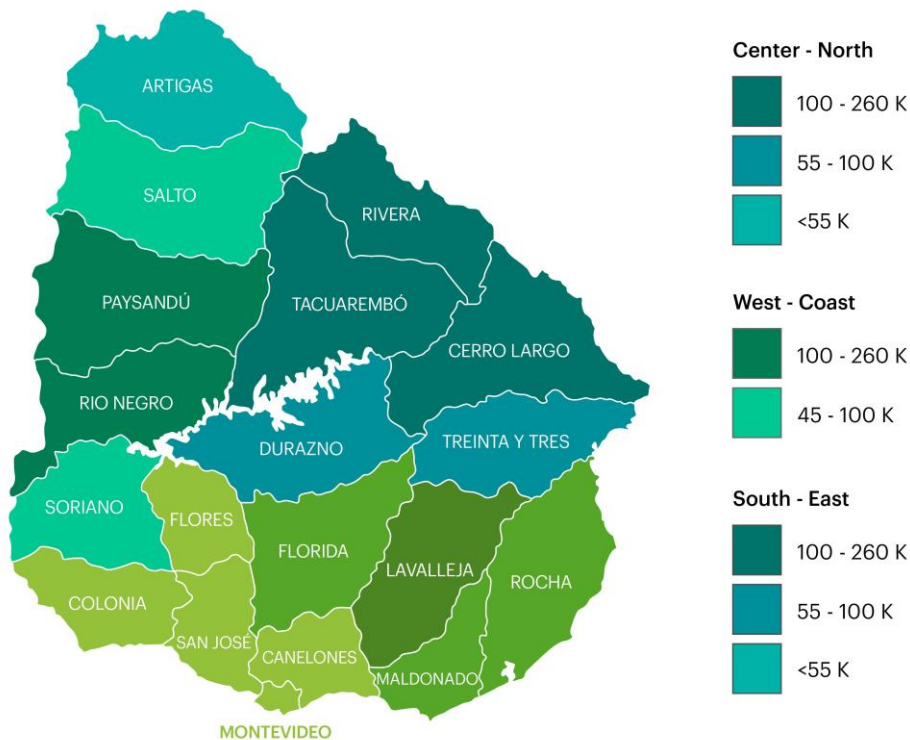 ARTIGAS
SALTO
RIVERA
PAYSANDÚ
TACUAREMBÓ
CERRO LARGO
RIO NEGRO
DURAZNO
TREINTA Y TRES
SORIANO
FLORES
FLORIDA
LAVALLEJA
ROCHA
COLONIA
SAN JOSÉ
CANELONES
MALDONADO
MONTEVIDEO
Center - North
100 - 260 K
55 - 100 K
<55 K
West - Coast
100 - 260 K
45 - 100 K
South - East
100 - 260 K
55 - 100 K
<55 K